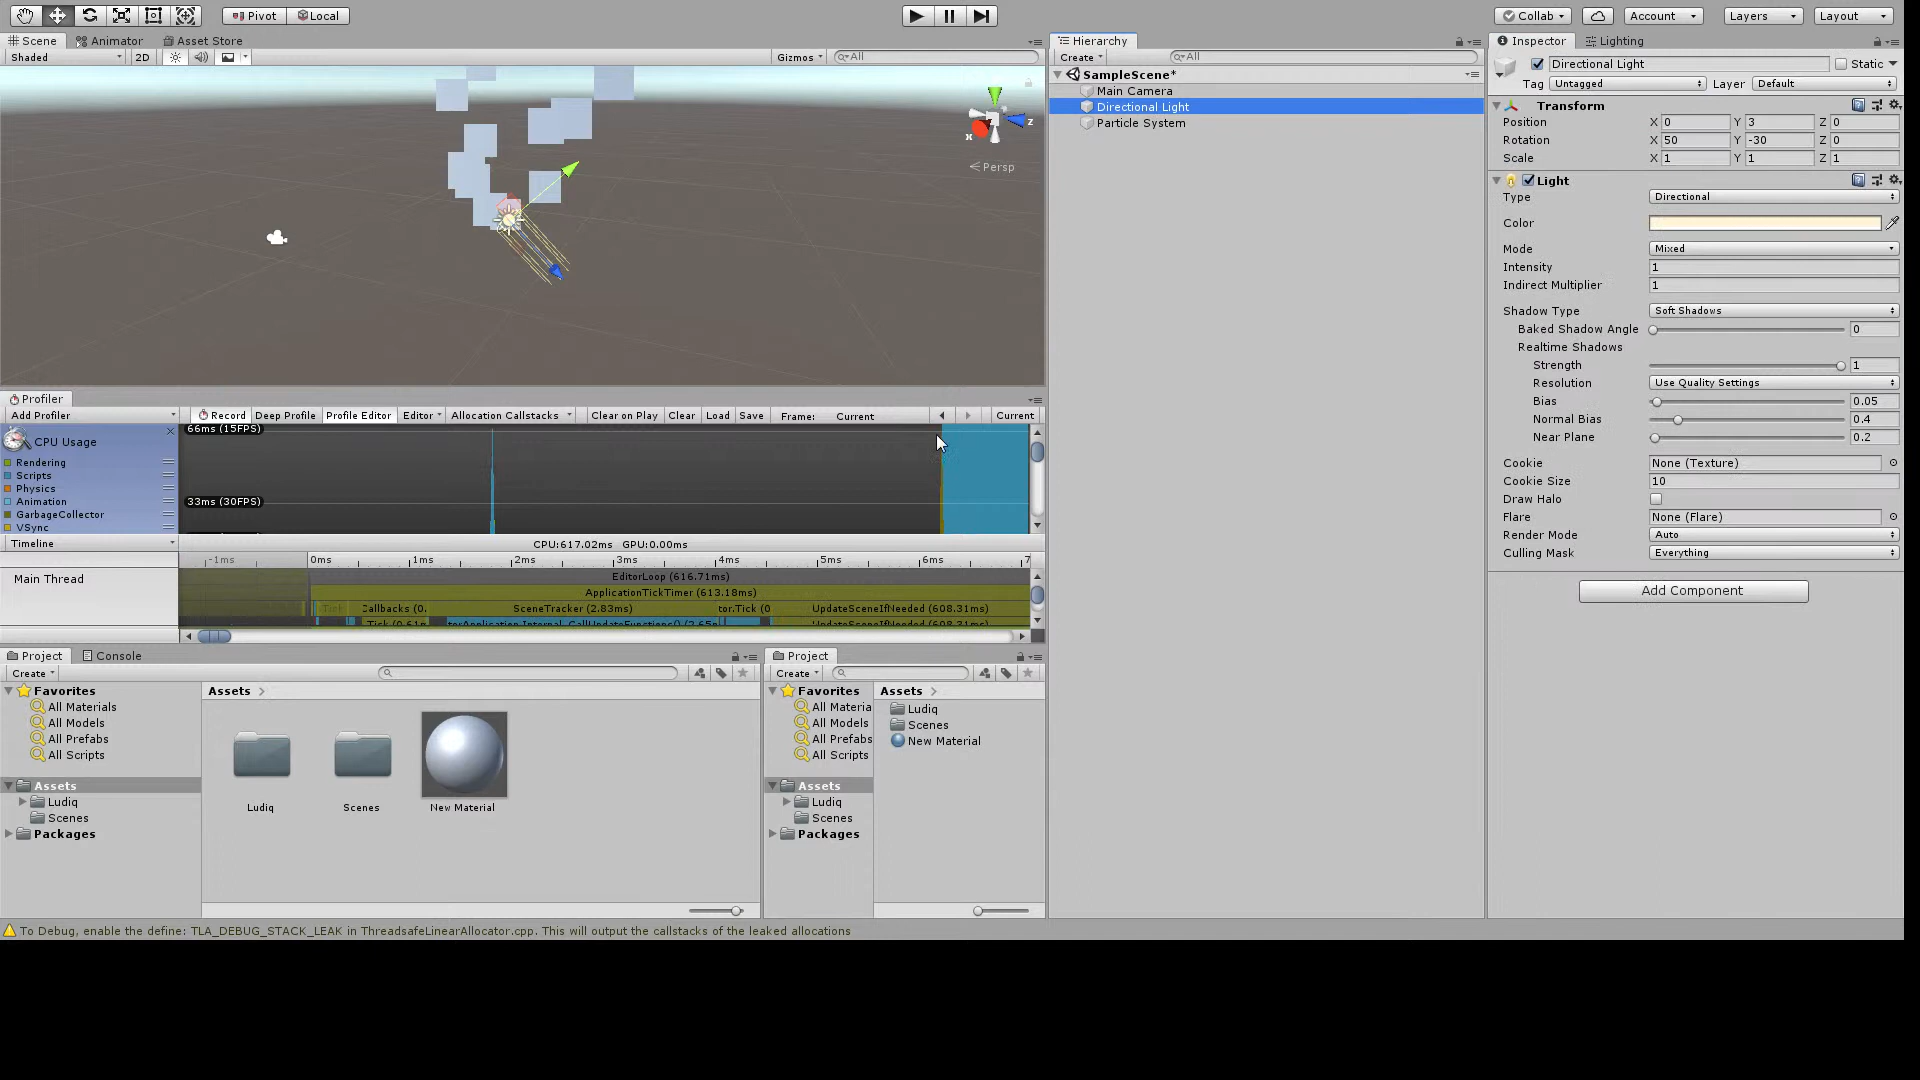 Pivot Local Collab Account Layers Layout
Scene Animator Asset Store
Shaded 2D Gizmos All
Persp
x z
Hierarchy
Create All
SampleScene*
Main Camera
Directional Light
Particle System
Inspector Lighting
Directional Light Static
Tag Untagged Layer Default
Transform
Position X 0 Y 3 Z 0
Rotation X 50 Y -30 Z 0
Scale X 1 Y 1 Z 1
Light
Type Directional
Color
Mode Mixed
Intensity 1
Indirect Multiplier 1
Shadow Type Soft Shadows
Baked Shadow Angle 0
Realtime Shadows
Strength 1
Resolution Use Quality Settings
Bias 0.05
Normal Bias 0.4
Near Plane 0.2
Cookie None (Texture)
Cookie Size 10
Draw Halo
Flare None (Flare)
Render Mode Auto
Culling Mask Everything
Add Component
Profiler
Add Profiler Record Deep Profile Profile Editor Editor Allocation Callstacks Clear on Play Clear Load Save Frame: Current Current
CPU Usage
Rendering
Scripts
Physics
Animation
GarbageCollector
VSync
66ms (15FPS)
33ms (30FPS)
Timeline CPU:617.02ms GPU:0.00ms
-1ms 0ms 1ms 2ms 3ms 4ms 5ms 6ms 7
Main Thread
EditorLoop (616.71ms)
ApplicationTickTimer (613.18ms)
Tick Callbacks (0. SceneTracker (2.83ms) tor.Tick (0 UpdateSceneIfNeeded (608.31ms)
Project Console
Create
Favorites
All Materials
All Models
All Prefabs
All Scripts
Assets
Ludiq
Scenes
Packages
Assets
Ludiq Scenes New Material
Project
Create
Favorites
All Materia
All Models
All Prefabs
All Scripts
Assets
Ludiq
Scenes
Packages
Assets
Ludiq
Scenes
New Material
To Debug, enable the define: TLA_DEBUG_STACK_LEAK in ThreadsafeLinearAllocator.cpp. This will output the callstacks of the leaked allocations